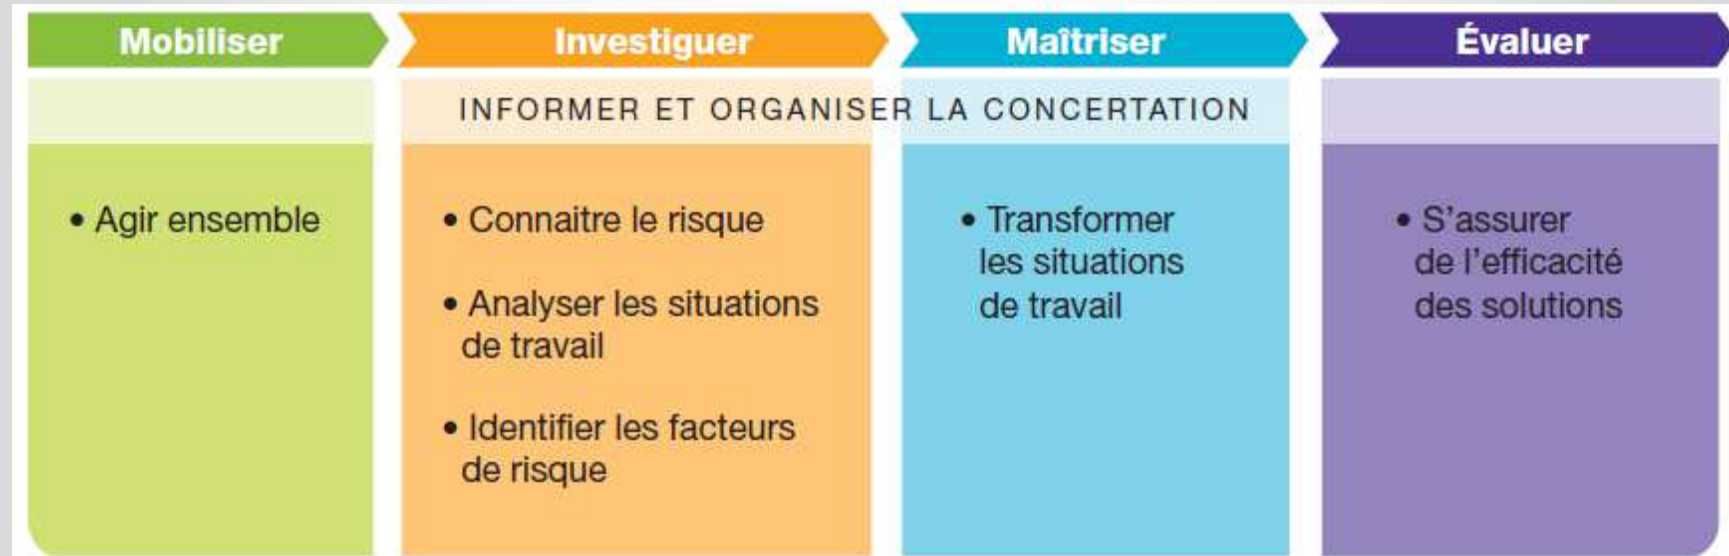 Mobiliser
Investiguer
Maîtriser
Évaluer
INFORMER ET ORGANISER LA CONCERTATION
• Agir ensemble
• Connaitre le risque
• Analyser les situations
de travail
• Identifier les facteurs
de risque
• Transformer
les situations
de travail
• S'assurer
de l'efficacité
des solutions